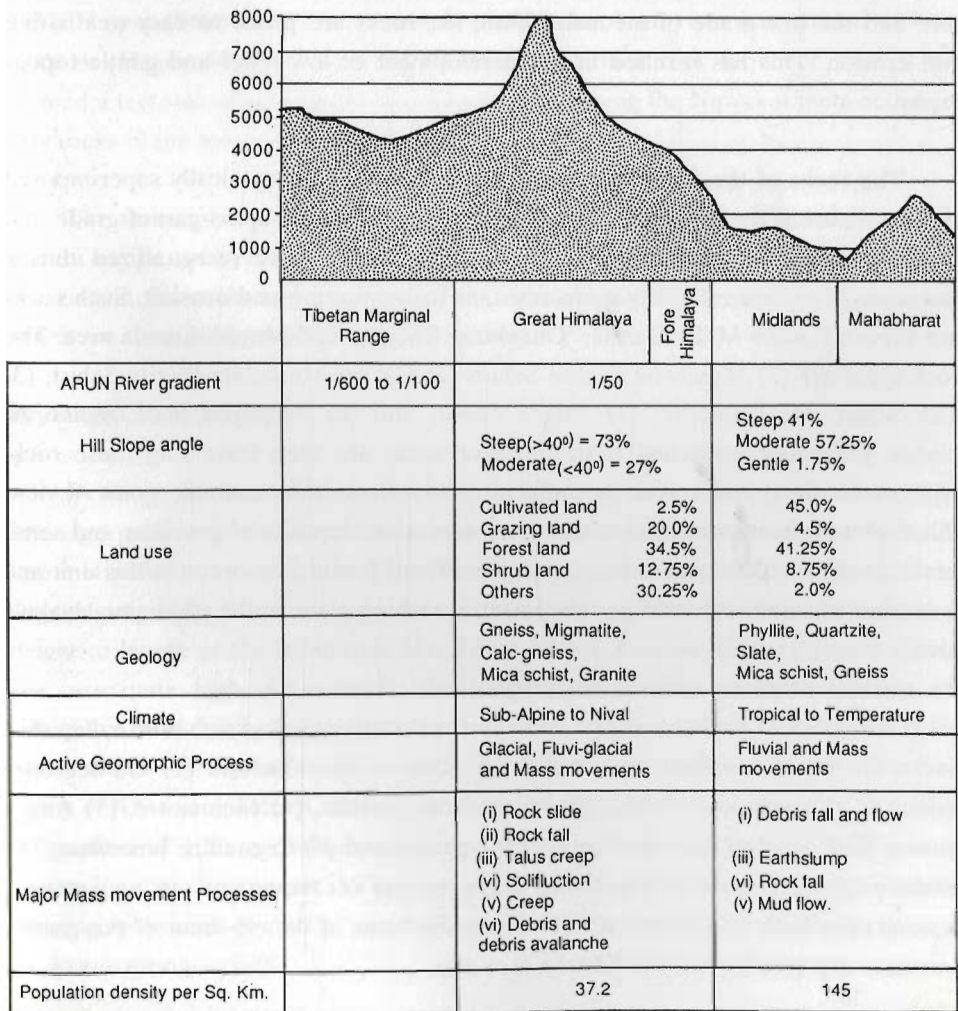 8000
7000
6000
5000
4000
3000
2000
1000
0
Tibetan Marginal
Range
Great Himalaya
Fore
Himalaya
Midlands
Mahabharat
ARUN River gradient
1/600 to 1/100
1/50
Hill Slope angle
Steep(>40⁰) = 73%
Moderate(<40⁰) = 27%
Steep 41%
Moderate 57.25%
Gentle 1.75%
Land use
Cultivated land 2.5% 45.0%
Grazing land 20.0% 4.5%
Forest land 34.5% 41.25%
Shrub land 12.75% 8.75%
Others 30.25% 2.0%
Geology
Gneiss, Migmatite,
Calc-gneiss,
Mica schist, Granite
Phyllite, Quartzite,
Slate,
Mica schist, Gneiss
Climate
Sub-Alpine to Nival
Tropical to Temperature
Active Geomorphic Process
Glacial, Fluvi-glacial
and Mass movements
Fluvial and Mass
movements
Major Mass movement Processes
(i) Rock slide
(ii) Rock fall
(iii) Talus creep
(vi) Solifluction
(v) Creep
(vi) Debris and
debris avalanche
(i) Debris fall and flow
(iii) Earthslump
(vi) Rock fall
(v) Mud flow.
Population density per Sq. Km.
37.2
145